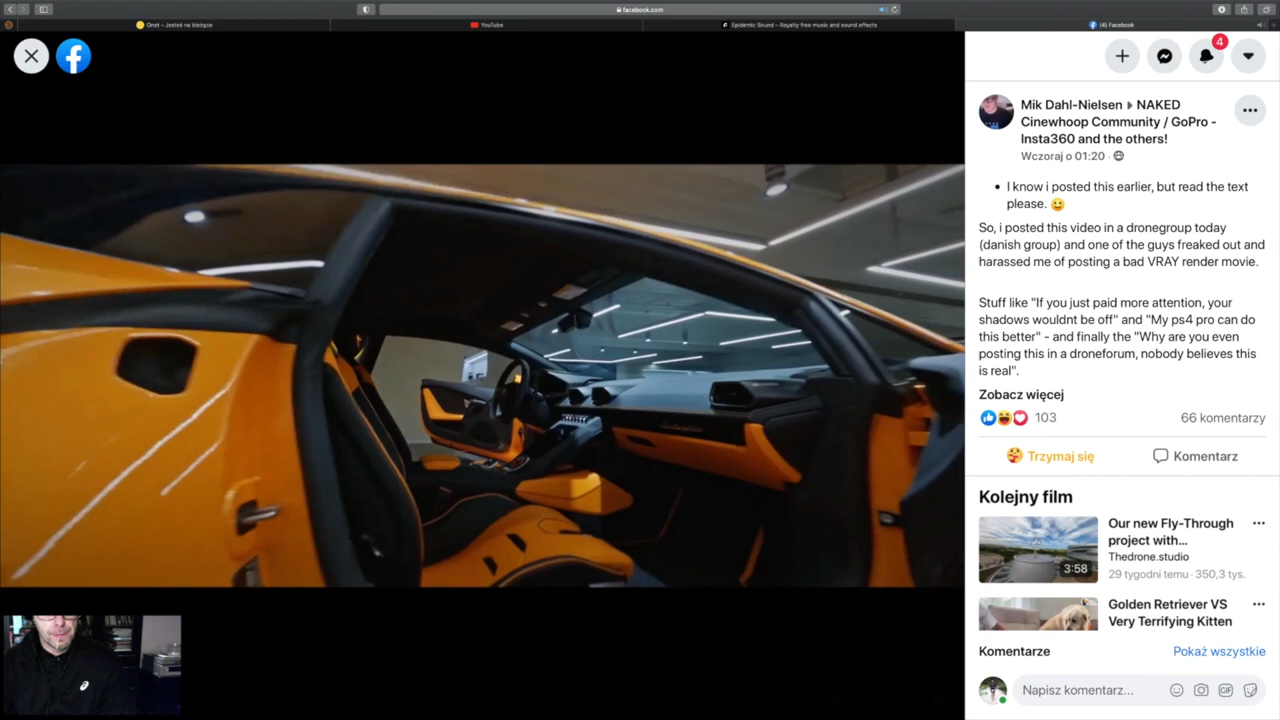 facebook.com
Onet – Jesteś na bieżąco
YouTube
Epidemic Sound - Royalty free music and sound effects
(4) Facebook
4
Mik Dahl-Nielsen ▸ NAKED
Cinewhoop Community / GoPro -
Insta360 and the others!
Wczoraj o 01:20 ·
• I know i posted this earlier, but read the text
please. 😀
So, i posted this video in a dronegroup today
(danish group) and one of the guys freaked out and
harassed me of posting a bad VRAY render movie.
Stuff like "If you just paid more attention, your
shadows wouldnt be off" and "My ps4 pro can do
this better" - and finally the "Why are you even
posting this in a droneforum, nobody believes this
is real".
Zobacz więcej
103
66 komentarzy
Trzymaj się
Komentarz
Kolejny film
Our new Fly-Through
project with...
Thedrone.studio
29 tygodni temu · 350,3 tys.
3:58
Golden Retriever VS
Very Terrifying Kitten
Komentarze
Pokaż wszystkie
Napisz komentarz...
GIF